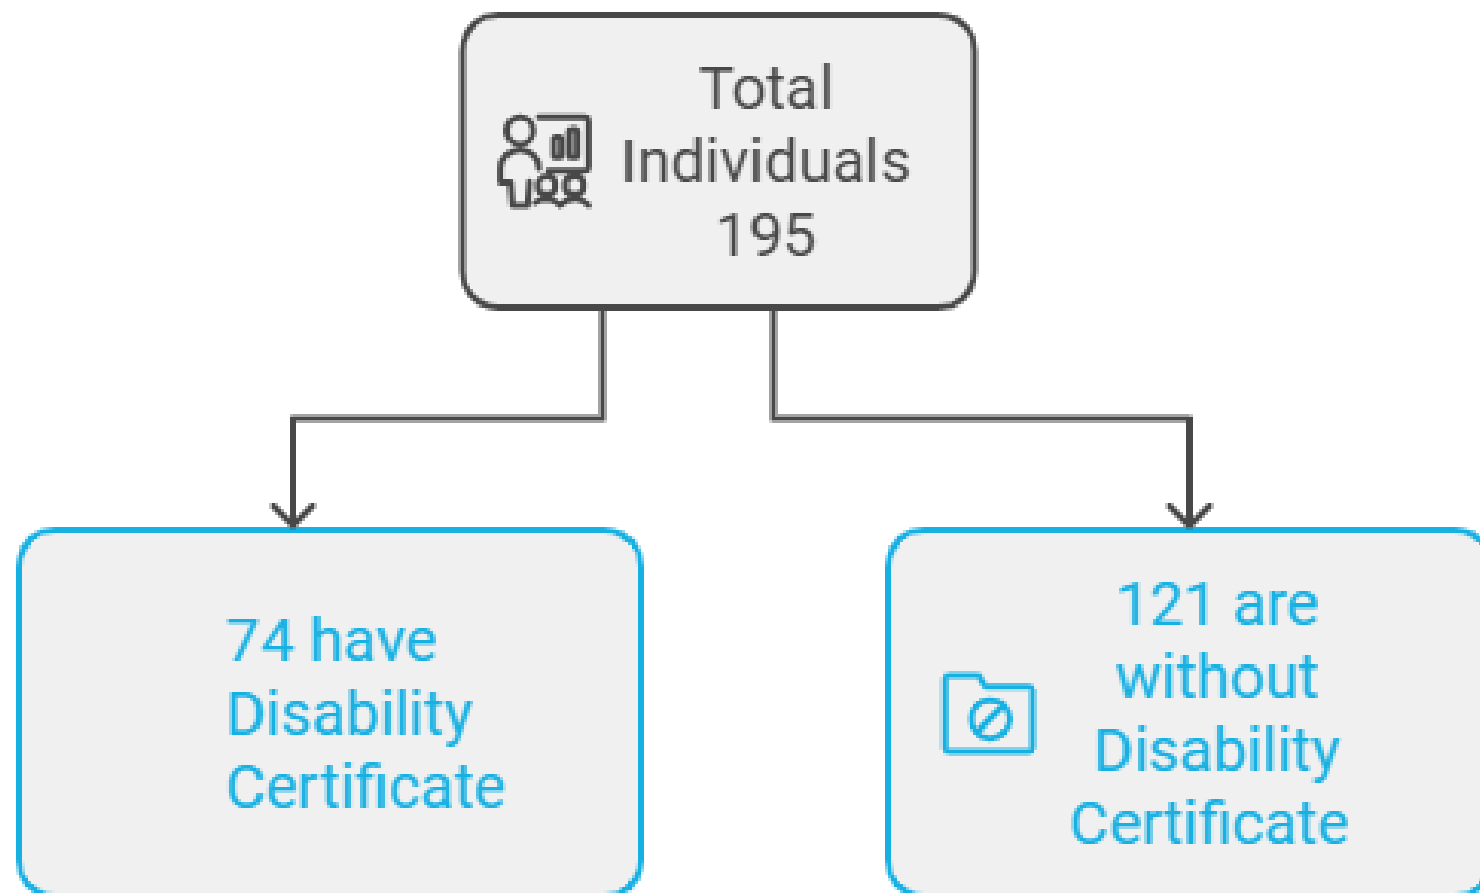 Total
Individuals
195
74 have
Disability
Certificate
121 are
without
Disability
Certificate